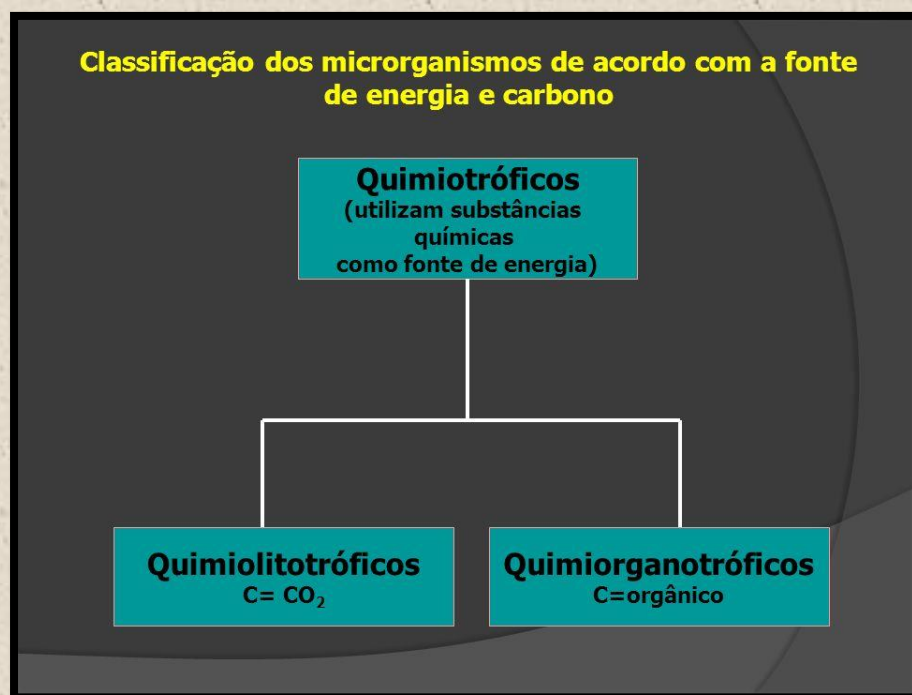 Classificação dos microrganismos de acordo com a fonte
de energia e carbono
Quimiotróficos
(utilizam substâncias
químicas
como fonte de energia)
Quimiolitotróficos
C= CO₂
Quimiorganotróficos
C=orgânico